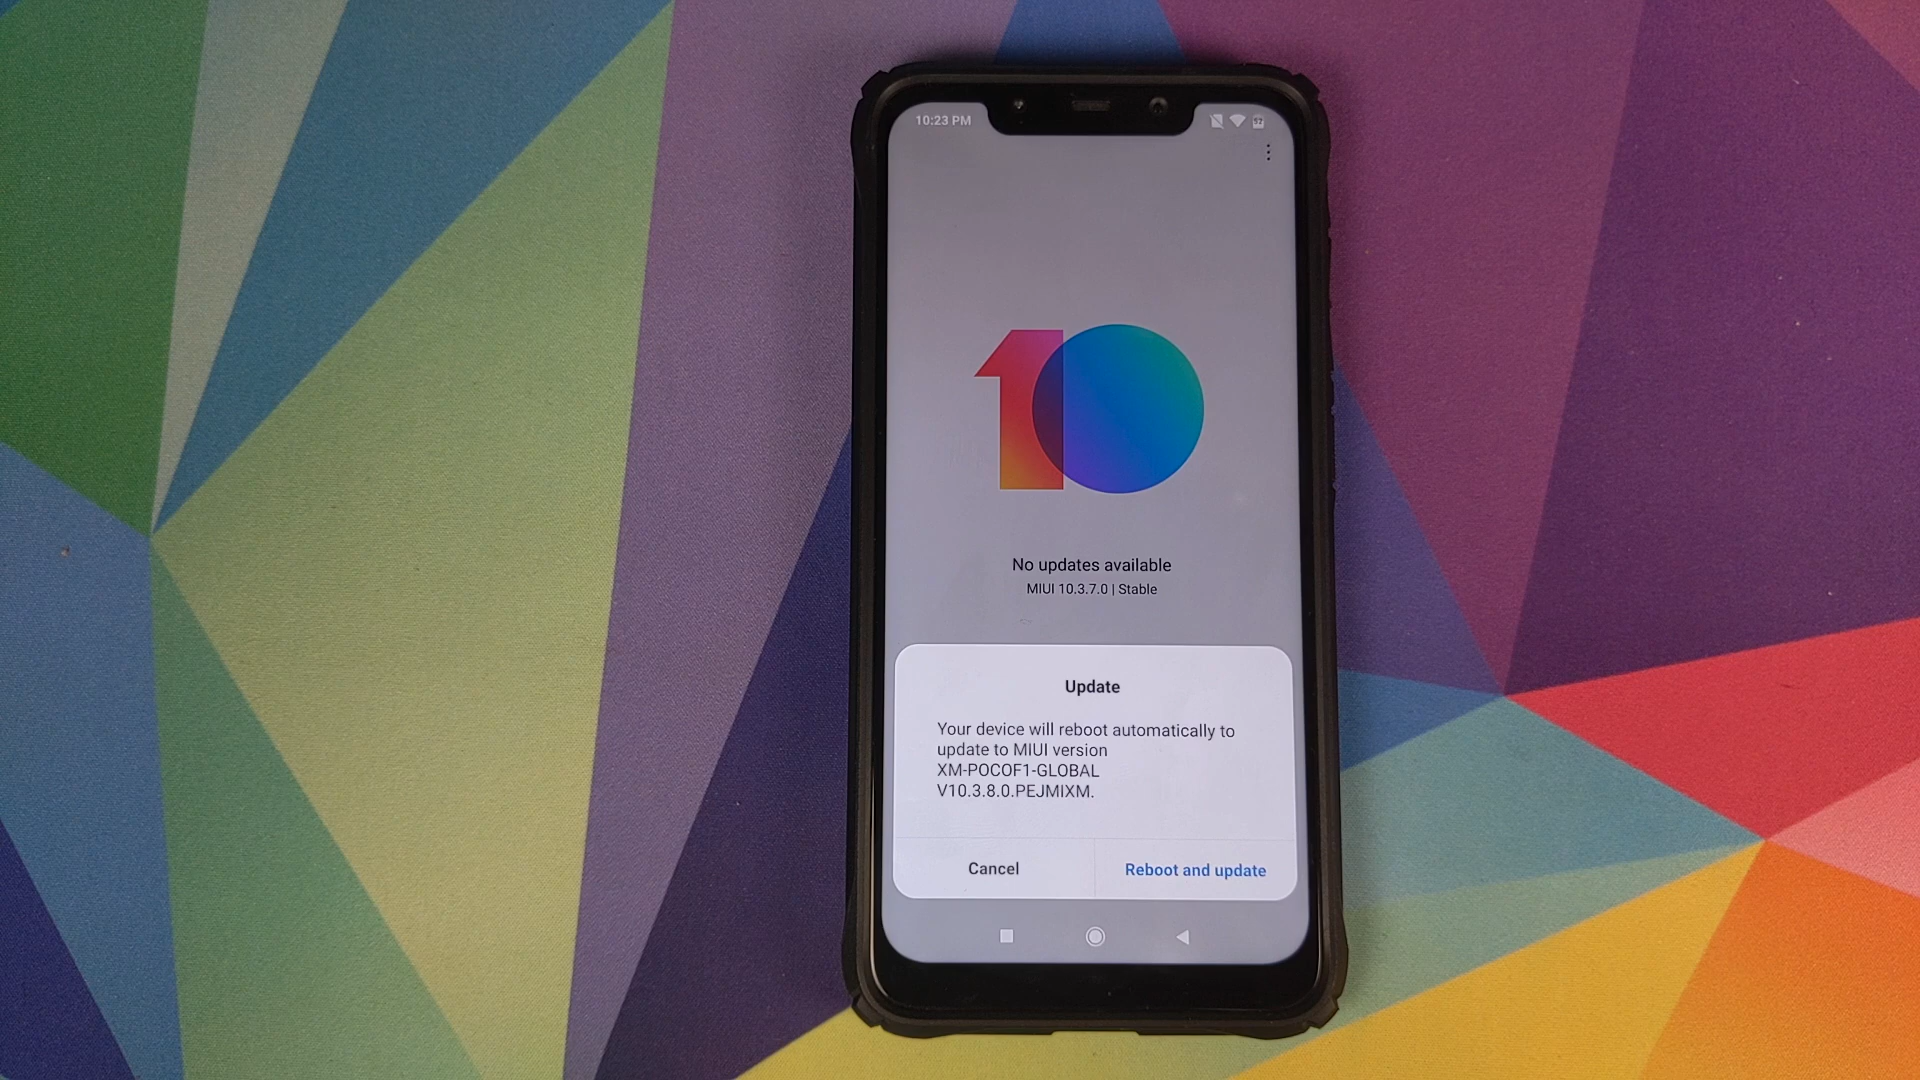 10:23 PM
10
No updates available
MIUI 10.3.7.0 | Stable
Update
Your device will reboot automatically to
update to MIUI version
XM-POCOF1-GLOBAL
V10.3.8.0.PEJMIXM.
Cancel
Reboot and update